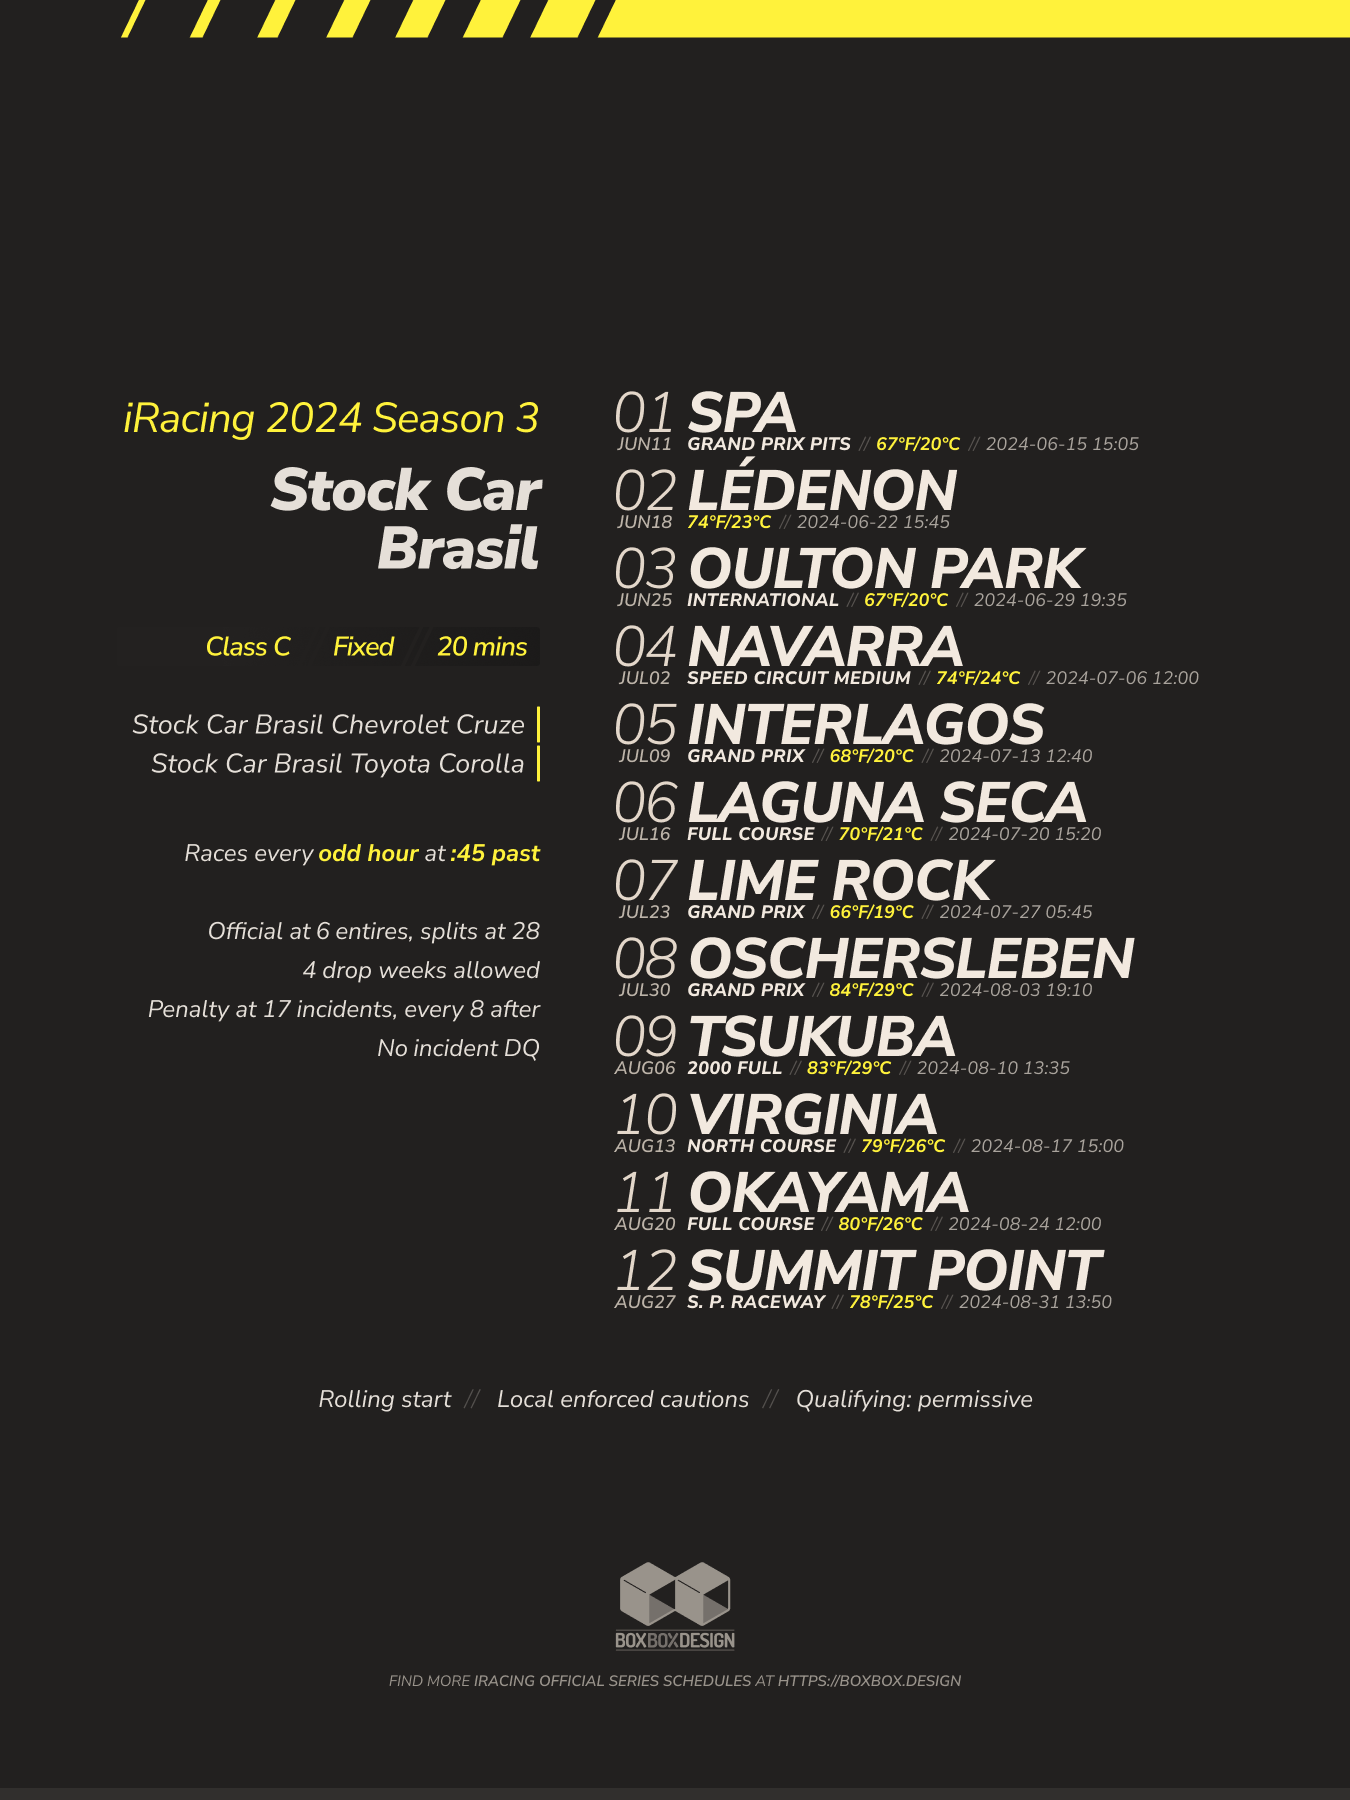 iRacing 2024 Season 3
Stock Car
Brasil
Class C // Fixed // 20 mins
Stock Car Brasil Chevrolet Cruze
Stock Car Brasil Toyota Corolla
Races every odd hour at :45 past
Official at 6 entires, splits at 28
4 drop weeks allowed
Penalty at 17 incidents, every 8 after
No incident DQ
01 SPA
JUN11 GRAND PRIX PITS // 67°F/20°C // 2024-06-15 15:05
02 LÉDENON
JUN18 74°F/23°C // 2024-06-22 15:45
03 OULTON PARK
JUN25 INTERNATIONAL // 67°F/20°C // 2024-06-29 19:35
04 NAVARRA
JUL02 SPEED CIRCUIT MEDIUM // 74°F/24°C // 2024-07-06 12:00
05 INTERLAGOS
JUL09 GRAND PRIX // 68°F/20°C // 2024-07-13 12:40
06 LAGUNA SECA
JUL16 FULL COURSE // 70°F/21°C // 2024-07-20 15:20
07 LIME ROCK
JUL23 GRAND PRIX // 66°F/19°C // 2024-07-27 05:45
08 OSCHERSLEBEN
JUL30 GRAND PRIX // 84°F/29°C // 2024-08-03 19:10
09 TSUKUBA
AUG06 2000 FULL // 83°F/29°C // 2024-08-10 13:35
10 VIRGINIA
AUG13 NORTH COURSE // 79°F/26°C // 2024-08-17 15:00
11 OKAYAMA
AUG20 FULL COURSE // 80°F/26°C // 2024-08-24 12:00
12 SUMMIT POINT
AUG27 S. P. RACEWAY // 78°F/25°C // 2024-08-31 13:50
Rolling start // Local enforced cautions // Qualifying: permissive
BOXBOXDESIGN
FIND MORE IRACING OFFICIAL SERIES SCHEDULES AT HTTPS://BOXBOX.DESIGN